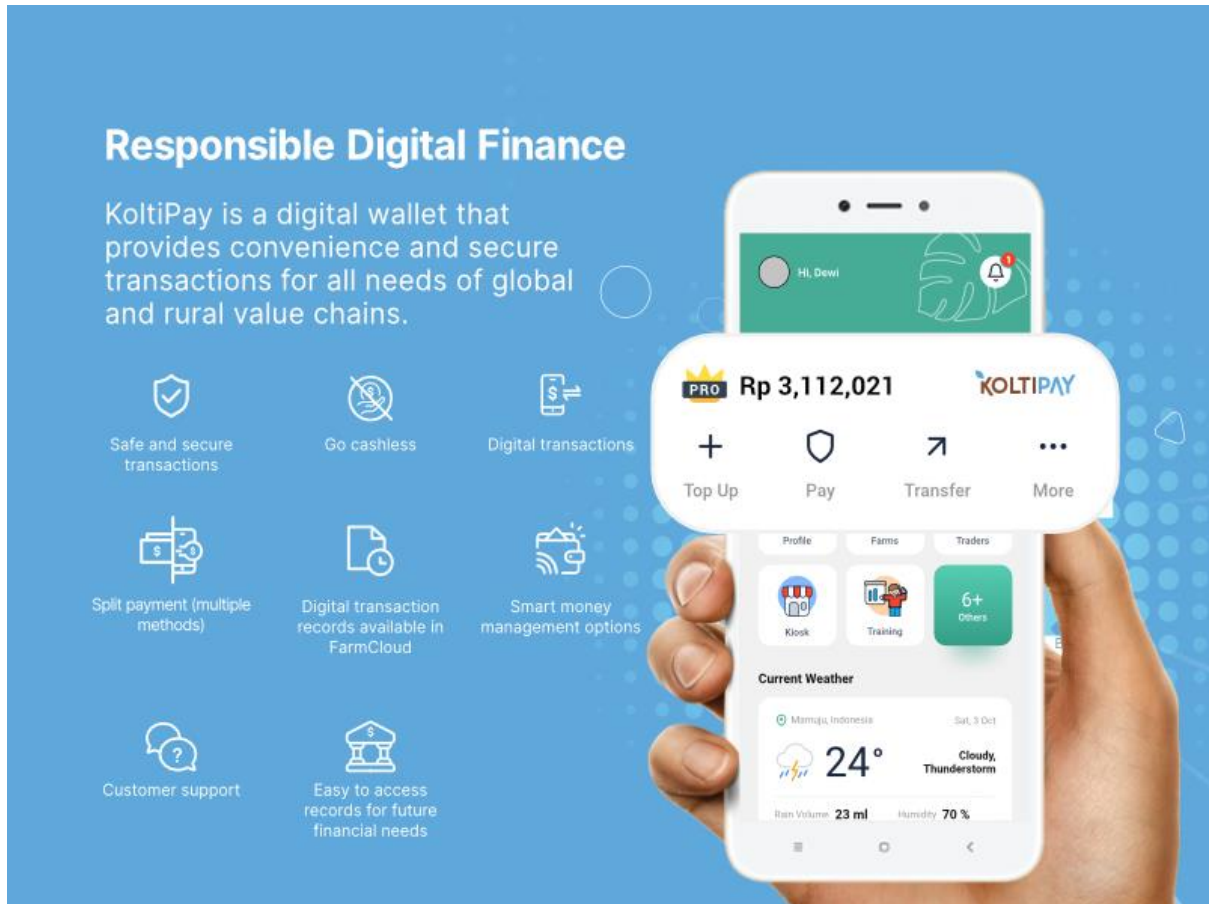 Responsible Digital Finance
KoltiPay is a digital wallet that
provides convenience and secure
transactions for all needs of global
and rural value chains.
Safe and secure
transactions
Go cashless
Digital transactions
Split payment (multiple
methods)
Digital transaction
records available in
FarmCloud
Smart money
management options
Customer support
Easy to access
records for future
financial needs
Hi, Dewi
1
PRO Rp 3,112,021 KOLTIPAY
Top Up Pay Transfer More
Profile Farms Traders
Kiosk Training 6+
Others
Current Weather
Mamuju, Indonesia Sat, 3 Oct
24° Cloudy,
Thunderstorm
Rain Volume 23 ml Humidity 70 %